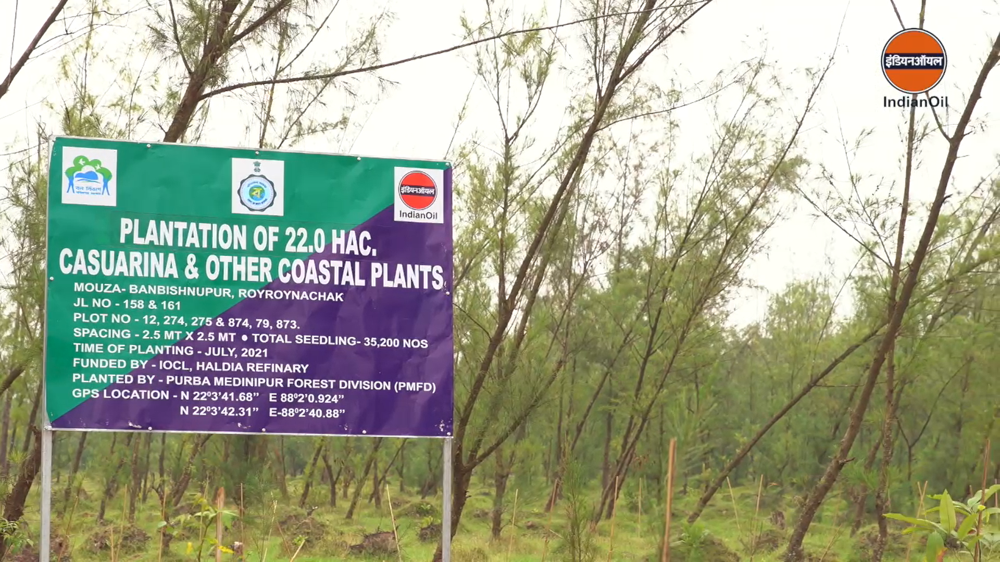 इंडियनऑयल
IndianOil
বন বিভাগ
इंडियनऑयल
IndianOil
PLANTATION OF 22.0 HAC.
CASUARINA & OTHER COASTAL PLANTS
MOUZA- BANBISHNUPUR, ROYROYNACHAK
JL NO - 158 & 161
PLOT NO - 12, 274, 275 & 874, 79, 873.
SPACING - 2.5 MT X 2.5 MT ● TOTAL SEEDLING- 35,200 NOS
TIME OF PLANTING - JULY, 2021
FUNDED BY - IOCL, HALDIA REFINARY
PLANTED BY - PURBA MEDINIPUR FOREST DIVISION (PMFD)
GPS LOCATION - N 22⁰3’41.68” E 88⁰2’0.924”
N 22⁰3’42.31” E-88⁰2’40.88”